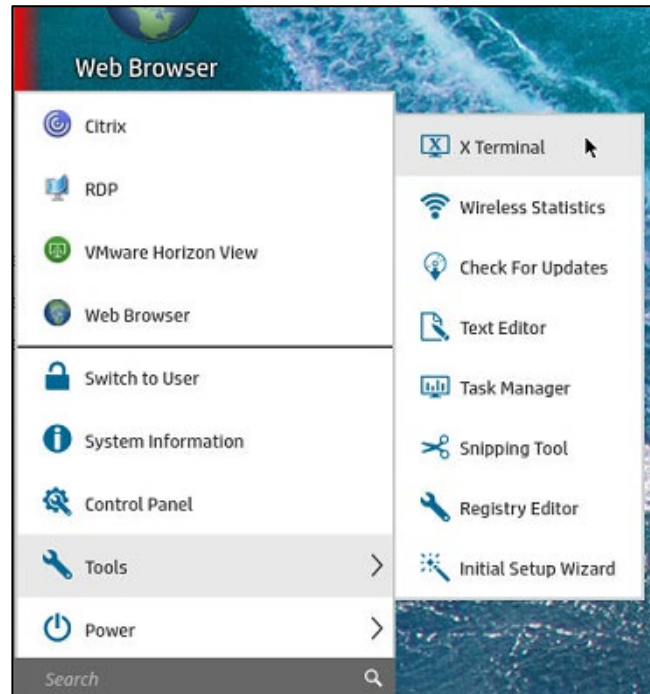 Web Browser
Citrix
RDP
VMware Horizon View
Web Browser
Switch to User
System Information
Control Panel
Tools
Power
Search
X Terminal
Wireless Statistics
Check For Updates
Text Editor
Task Manager
Snipping Tool
Registry Editor
Initial Setup Wizard